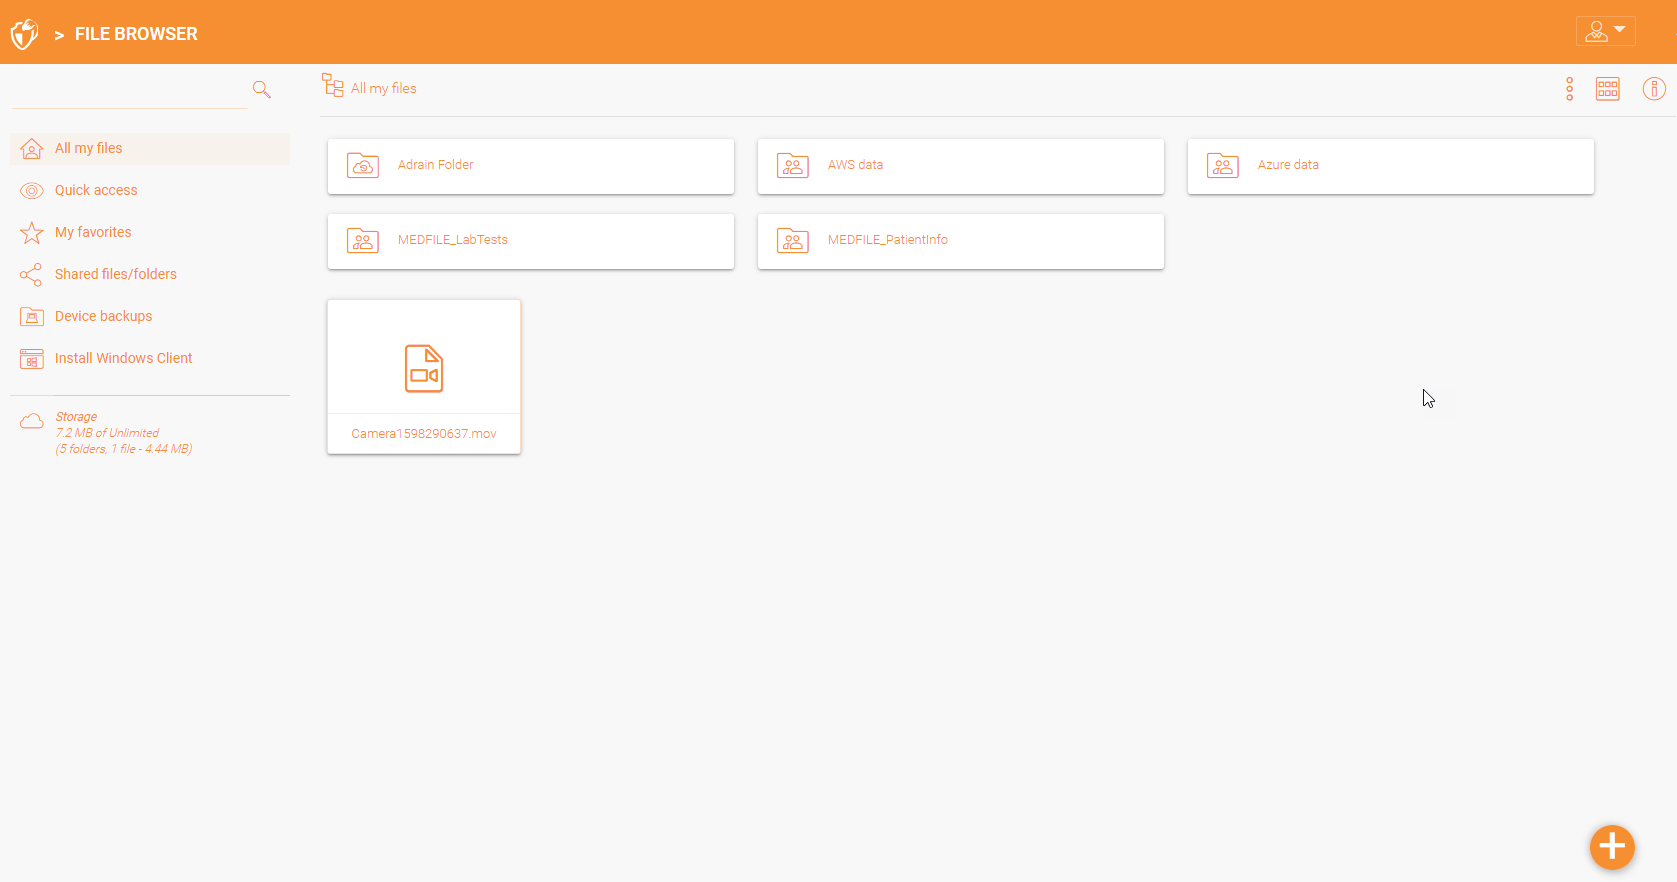 > FILE BROWSER
All my files
All my files
Quick access
My favorites
Shared files/folders
Device backups
Install Windows Client
Storage
7.2 MB of Unlimited
(5 folders, 1 file - 4.44 MB)
Adrain Folder
AWS data
Azure data
MEDFILE_LabTests
MEDFILE_PatientInfo
Camera1598290637.mov